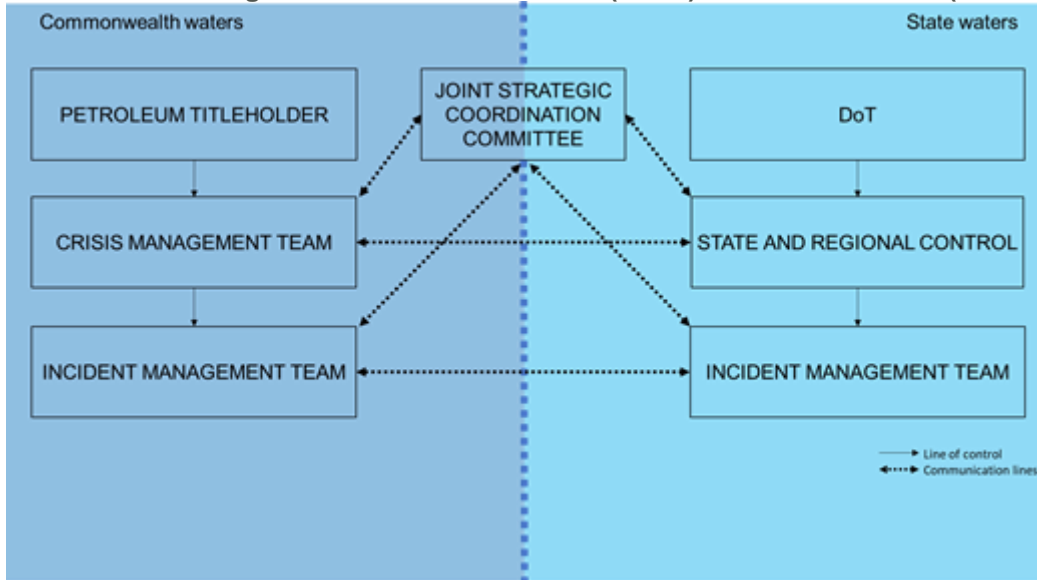 Commonwealth waters
State waters
PETROLEUM TITLEHOLDER
JOINT STRATEGIC
COORDINATION
COMMITTEE
DoT
CRISIS MANAGEMENT TEAM
STATE AND REGIONAL CONTROL
INCIDENT MANAGEMENT TEAM
INCIDENT MANAGEMENT TEAM
Line of control
Communication lines